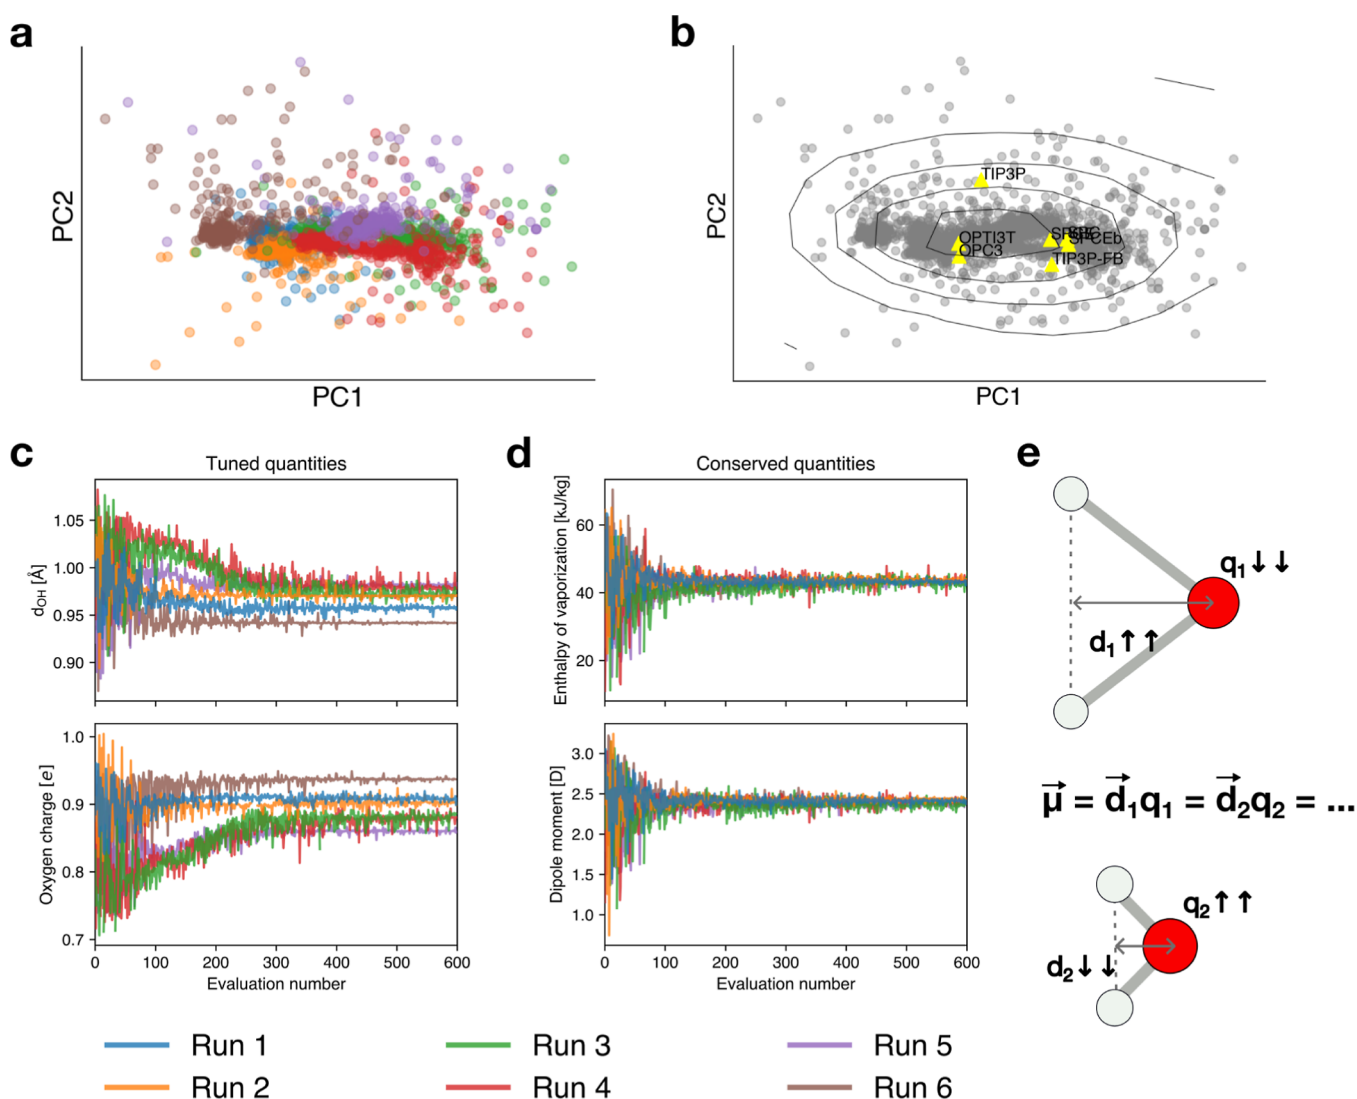 a
b
PC2
PC1
PC2
PC1
TIP3P
OPTI3T
OPC3
SPCEb
TIP3P-FB
c
d
e
Tuned quantities
Conserved quantities
dOH [Å]
1.05
1.00
0.95
0.90
Enthalpy of vaporization [kJ/kg]
60
40
20
q1↓↓
d1↑↑
Oxygen charge [e]
1.0
0.9
0.8
0.7
0 100 200 300 400 500 600
Evaluation number
Dipole moment [D]
3.0
2.5
2.0
1.5
1.0
0 100 200 300 400 500 600
Evaluation number
μ = d1q1 = d2q2 = ...
q2↑↑
d2↓↓
Run 1
Run 3
Run 5
Run 2
Run 4
Run 6